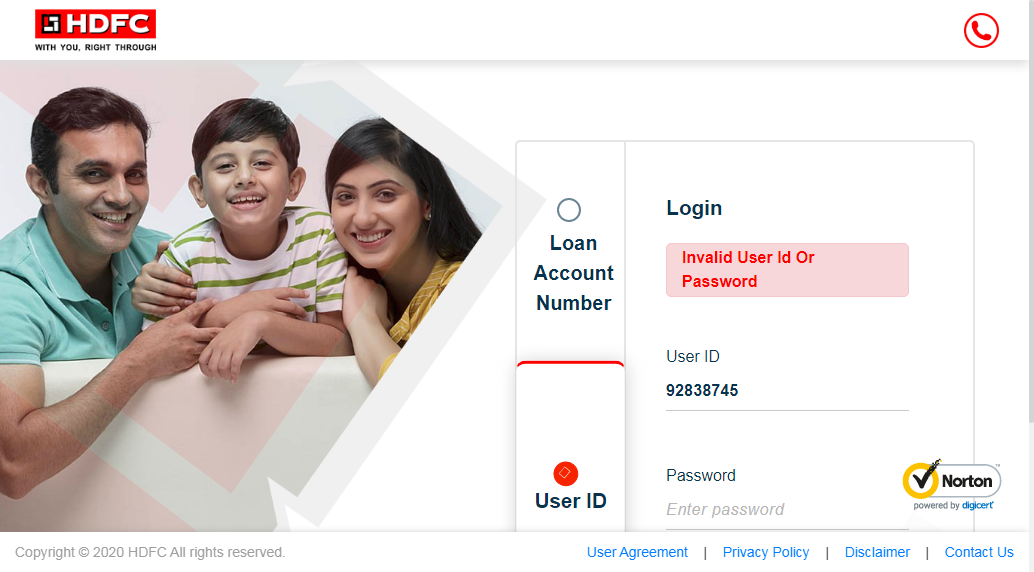 HDFC
WITH YOU, RIGHT THROUGH
Loan
Account
Number
User ID
Login
Invalid User Id Or
Password
User ID
92838745
Password
Enter password
Norton
powered by digicert
Copyright © 2020 HDFC All rights reserved.
User Agreement | Privacy Policy | Disclaimer | Contact Us